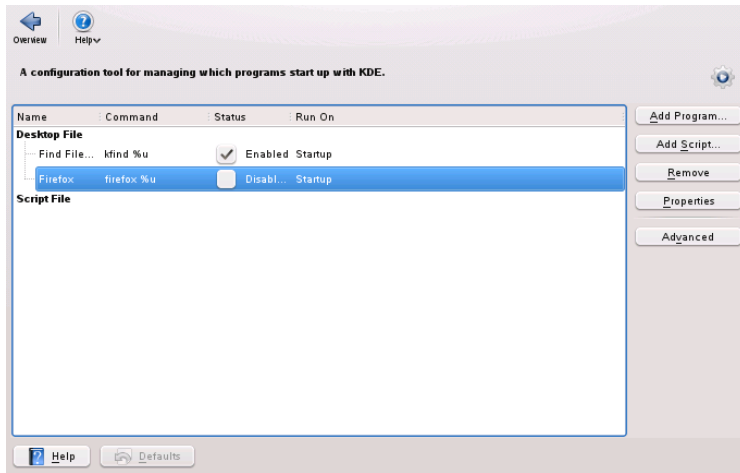 Overview Help
A configuration tool for managing which programs start up with KDE.
Name Command Status Run On
Desktop File
Find File... kfind %u Enabled Startup
Firefox firefox %u Disabl... Startup
Script File
Add Program...
Add Script...
Remove
Properties
Advanced
Help Defaults